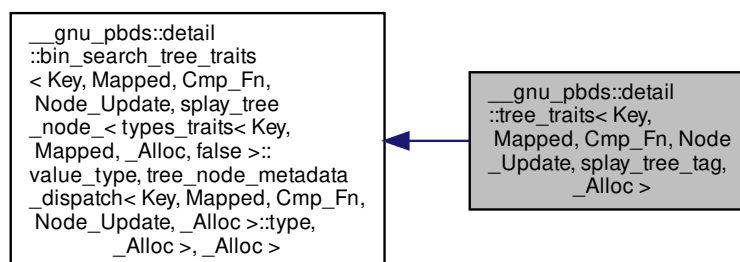 __gnu_pbds::detail
::bin_search_tree_traits
< Key, Mapped, Cmp_Fn,
Node_Update, splay_tree
_node_< types_traits< Key,
Mapped, _Alloc, false >::
value_type, tree_node_metadata
_dispatch< Key, Mapped, Cmp_Fn,
Node_Update, _Alloc >::type,
_Alloc >, _Alloc >
__gnu_pbds::detail
::tree_traits< Key,
Mapped, Cmp_Fn, Node
_Update, splay_tree_tag,
_Alloc >